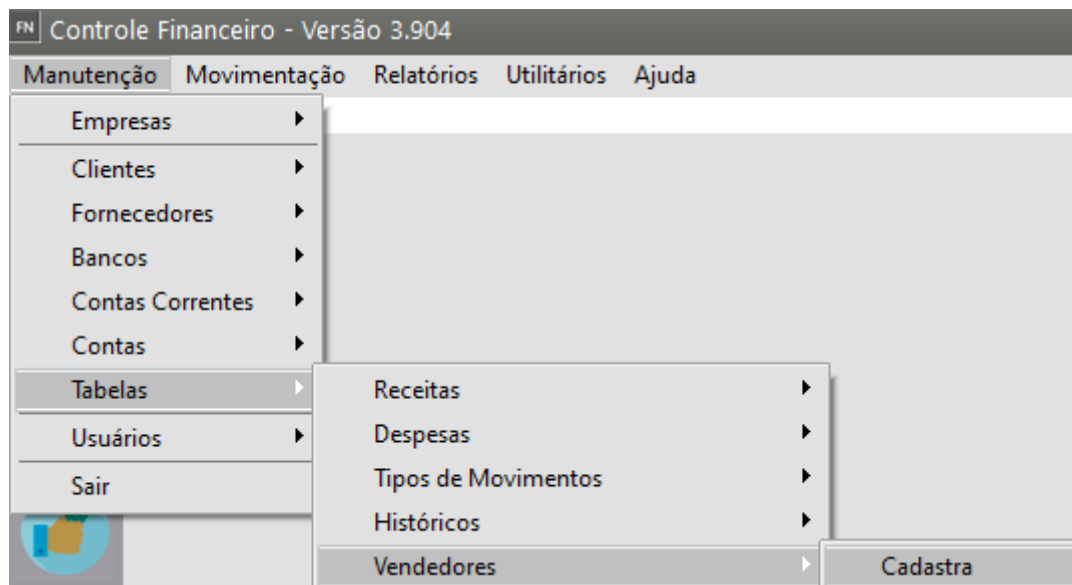 FN Controle Financeiro - Versão 3.904
Manutenção Movimentação Relatórios Utilitários Ajuda
Empresas
Clientes
Fornecedores
Bancos
Contas Correntes
Contas
Tabelas
Usuários
Sair
Receitas
Despesas
Tipos de Movimentos
Históricos
Vendedores
Cadastra